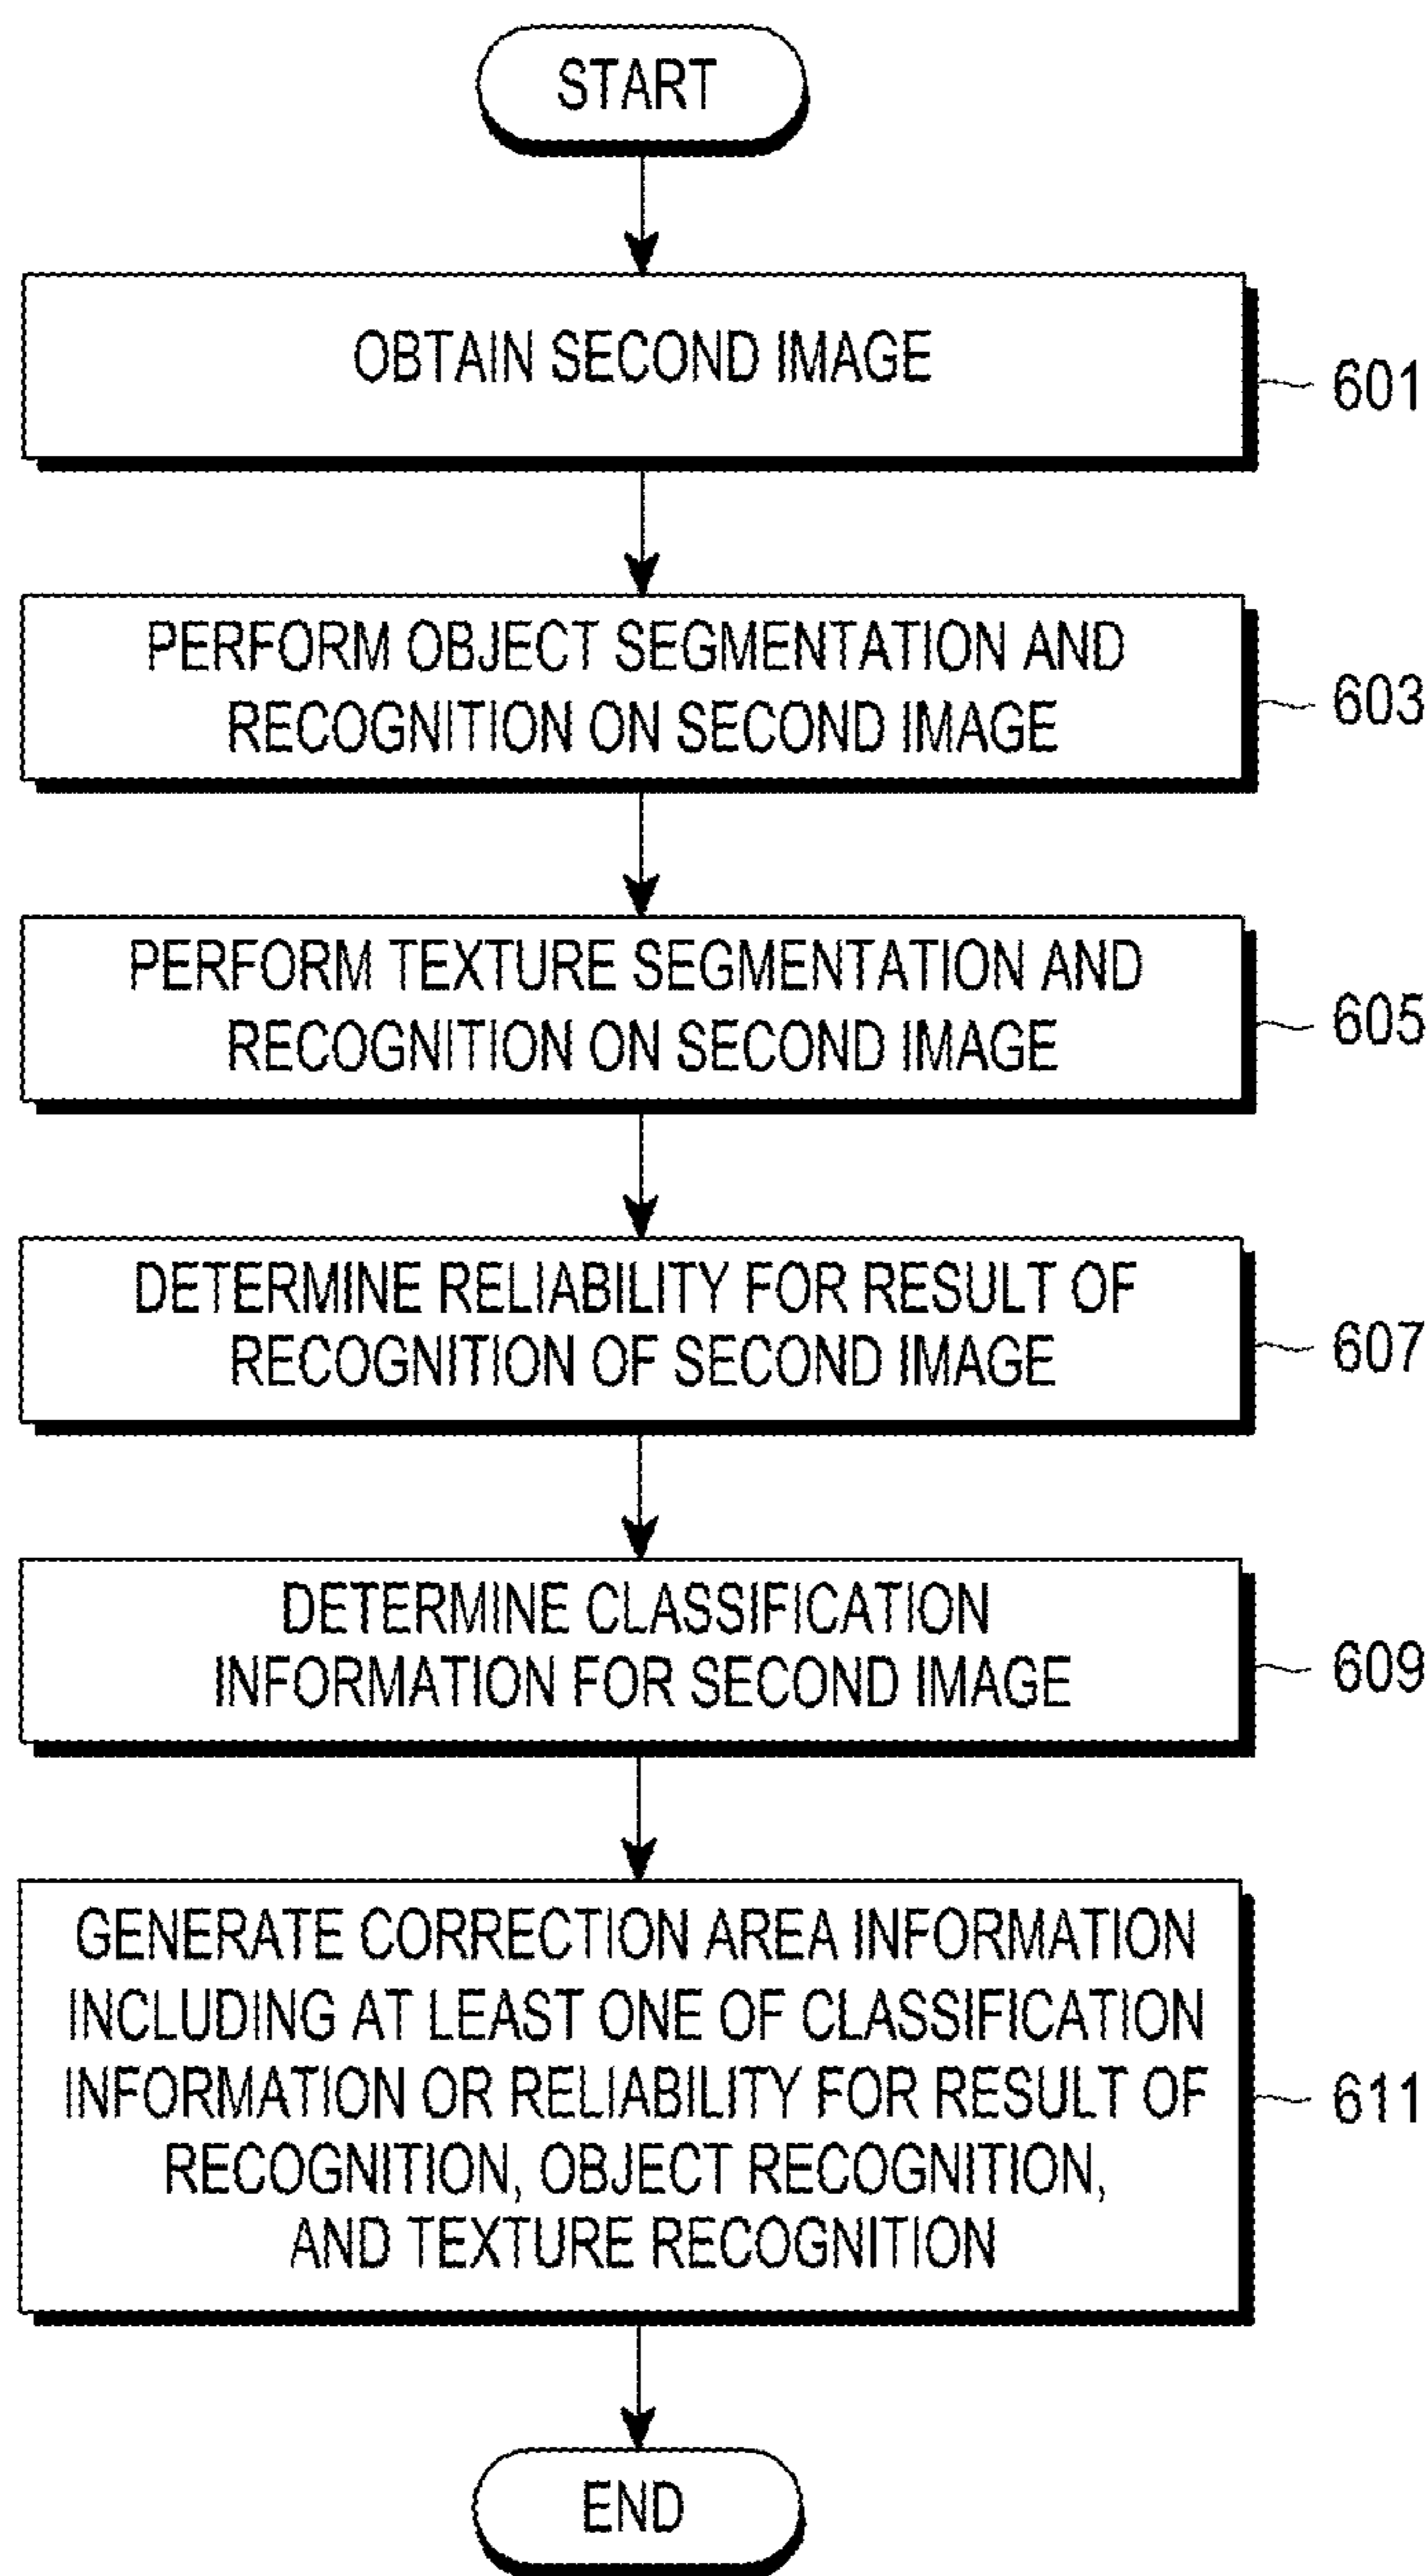 START
OBTAIN SECOND IMAGE
601
PERFORM OBJECT SEGMENTATION AND
RECOGNITION ON SECOND IMAGE
603
PERFORM TEXTURE SEGMENTATION AND
RECOGNITION ON SECOND IMAGE
605
DETERMINE RELIABILITY FOR RESULT OF
RECOGNITION OF SECOND IMAGE
607
DETERMINE CLASSIFICATION
INFORMATION FOR SECOND IMAGE
609
GENERATE CORRECTION AREA INFORMATION
INCLUDING AT LEAST ONE OF CLASSIFICATION
INFORMATION OR RELIABILITY FOR RESULT OF
RECOGNITION, OBJECT RECOGNITION,
AND TEXTURE RECOGNITION
611
END